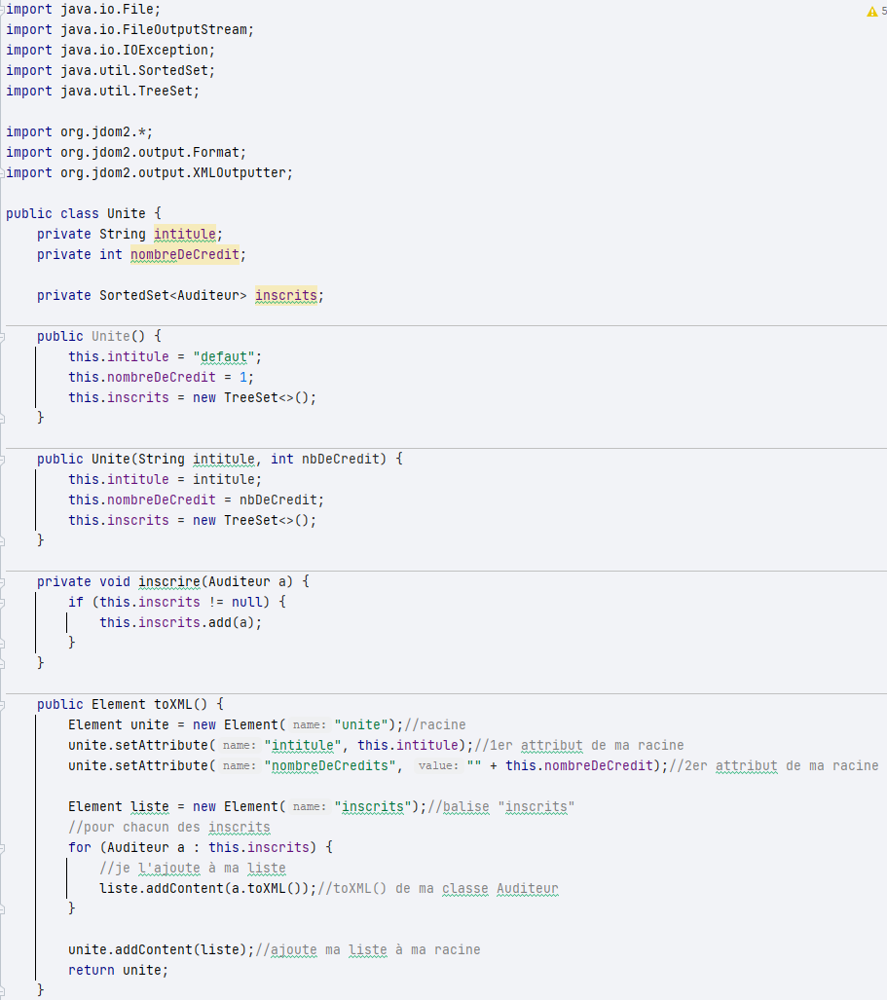 import java.io.File;
5
import java.io.FileOutputStream;
import java.io.IOException;
import java.util.SortedSet;
import java.util.TreeSet;
import org.jdom2.*;
import org.jdom2.output.Format;
import org.jdom2.output.XMLOutputter;
public class Unite {
private String intitule;
private int nombreDeCredit;
private SortedSet<Auditeur> inscrits;
public Unite() {
this.intitule = "defaut";
this.nombreDeCredit = 1;
this.inscrits = new TreeSet<>();
}
public Unite(String intitule, int nbDeCredit) {
this.intitule = intitule;
this.nombreDeCredit = nbDeCredit;
this.inscrits = new TreeSet<>();
}
private void inscrire(Auditeur a) {
if (this.inscrits != null) {
this.inscrits.add(a);
}
}
public Element toXML() {
Element unite = new Element( name: "unite");//racine
unite.setAttribute( name: "intitule", this.intitule);//1er attribut de ma racine
unite.setAttribute( name: "nombreDeCredits", value: "" + this.nombreDeCredit);//2er attribut de ma racine
Element liste = new Element( name: "inscrits");//balise "inscrits"
//pour chacun des inscrits
for (Auditeur a : this.inscrits) {
//je l'ajoute à ma liste
liste.addContent(a.toXML());//toXML() de ma classe Auditeur
}
unite.addContent(liste);//ajoute ma liste à ma racine
return unite;
}